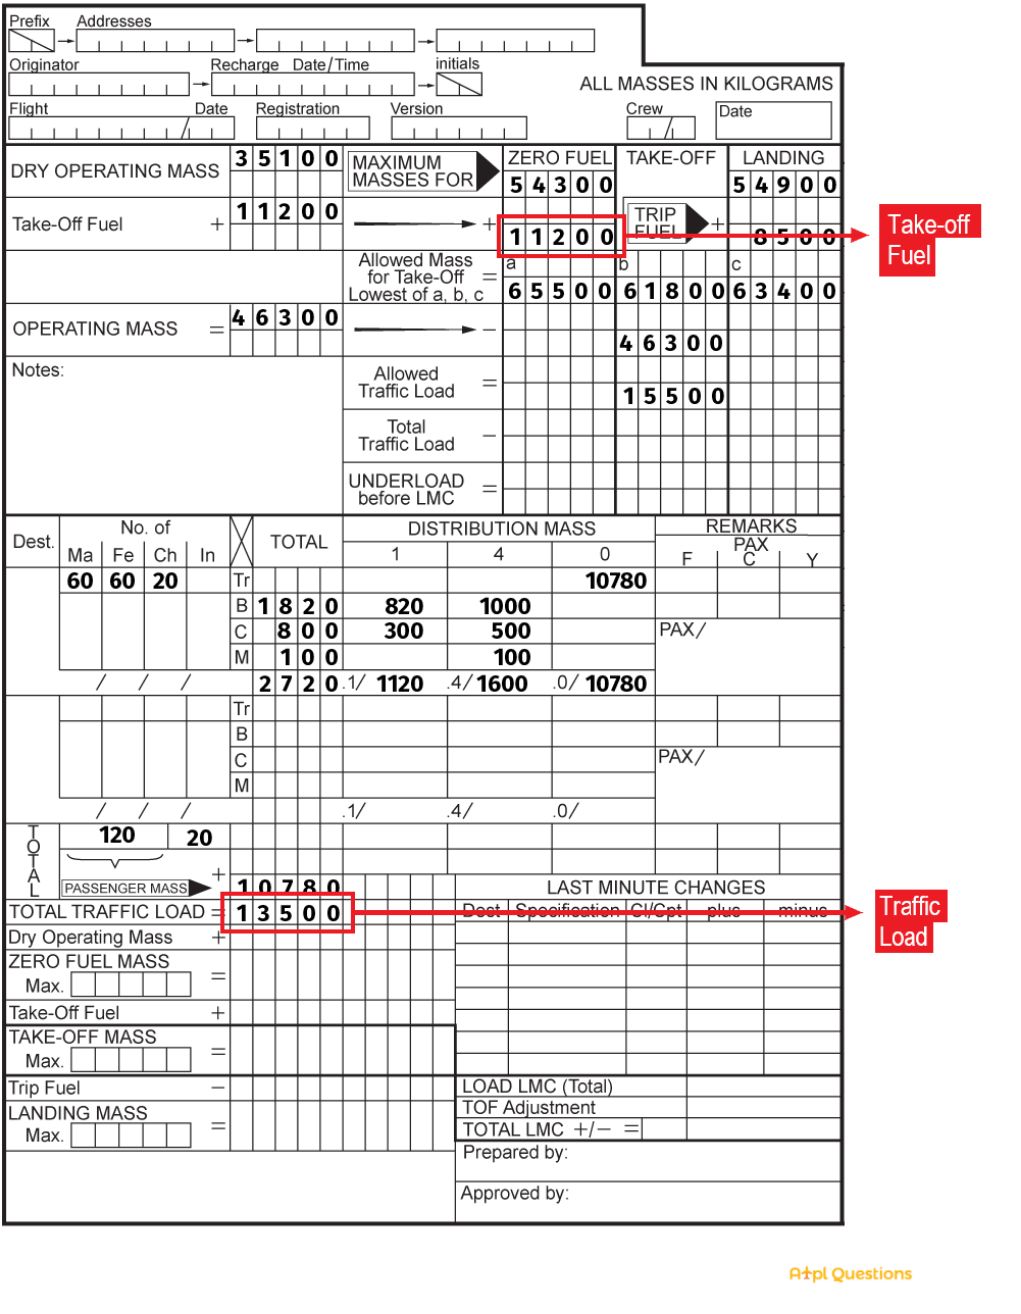 Prefix Addresses
Originator Recharge Date/Time initials
ALL MASSES IN KILOGRAMS
Flight Date Registration Version Crew Date
/ /
DRY OPERATING MASS 35100 MAXIMUM MASSES FOR ZERO FUEL TAKE-OFF LANDING
54300 54900
Take-Off Fuel + 11200 + TRIP FUEL +
11200 8500
Take-off
Fuel
Allowed Mass for Take-Off Lowest of a, b, c = a b c
65500 61800 63400
OPERATING MASS = 46300 −
46300
Notes:
Allowed Traffic Load =
15500
Total Traffic Load −
UNDERLOAD before LMC =
Dest. No. of TOTAL DISTRIBUTION MASS REMARKS
Ma Fe Ch In 1 4 0 PAX
F C Y
60 60 20 Tr 10780
B 1820 820 1000
C 800 300 500 PAX/
M 100 100
/ / / 2720 .1/ 1120 .4/ 1600 .0/ 10780
Tr
B
C PAX/
M
/ / / .1/ .4/ .0/
TOTAL
120 20
+
PASSENGER MASS 10780 LAST MINUTE CHANGES
TOTAL TRAFFIC LOAD = 13500 Dest Specification Cl/Cpt plus minus
Traffic
Load
Dry Operating Mass +
ZERO FUEL MASS
Max. =
Take-Off Fuel +
TAKE-OFF MASS
Max. =
Trip Fuel − LOAD LMC (Total)
TOF Adjustment
LANDING MASS
Max. = TOTAL LMC +/− =
Prepared by:
Approved by:
Atpl Questions